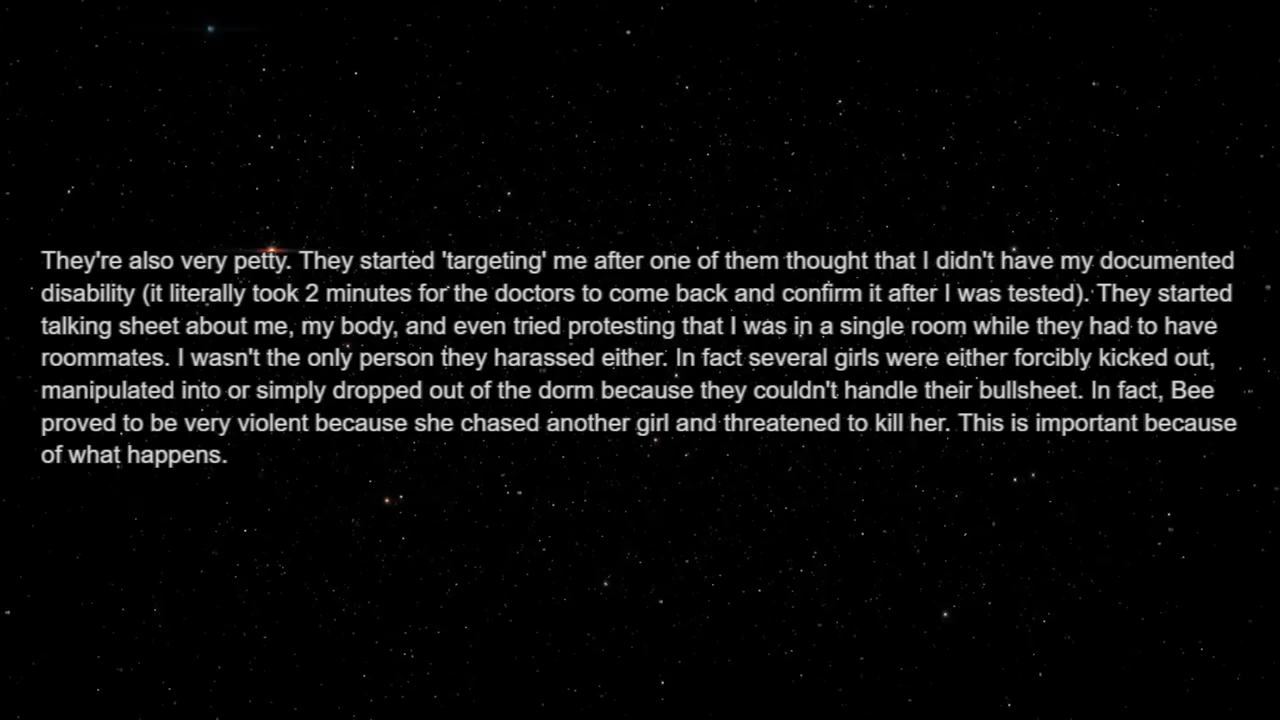 They're also very petty. They started 'targeting' me after one of them thought that I didn't have my documented
disability (it literally took 2 minutes for the doctors to come back and confirm it after I was tested). They started
talking sheet about me, my body, and even tried protesting that I was in a single room while they had to have
roommates. I wasn't the only person they harassed either. In fact several girls were either forcibly kicked out,
manipulated into or simply dropped out of the dorm because they couldn't handle their bullsheet. In fact, Bee
proved to be very violent because she chased another girl and threatened to kill her. This is important because
of what happens.